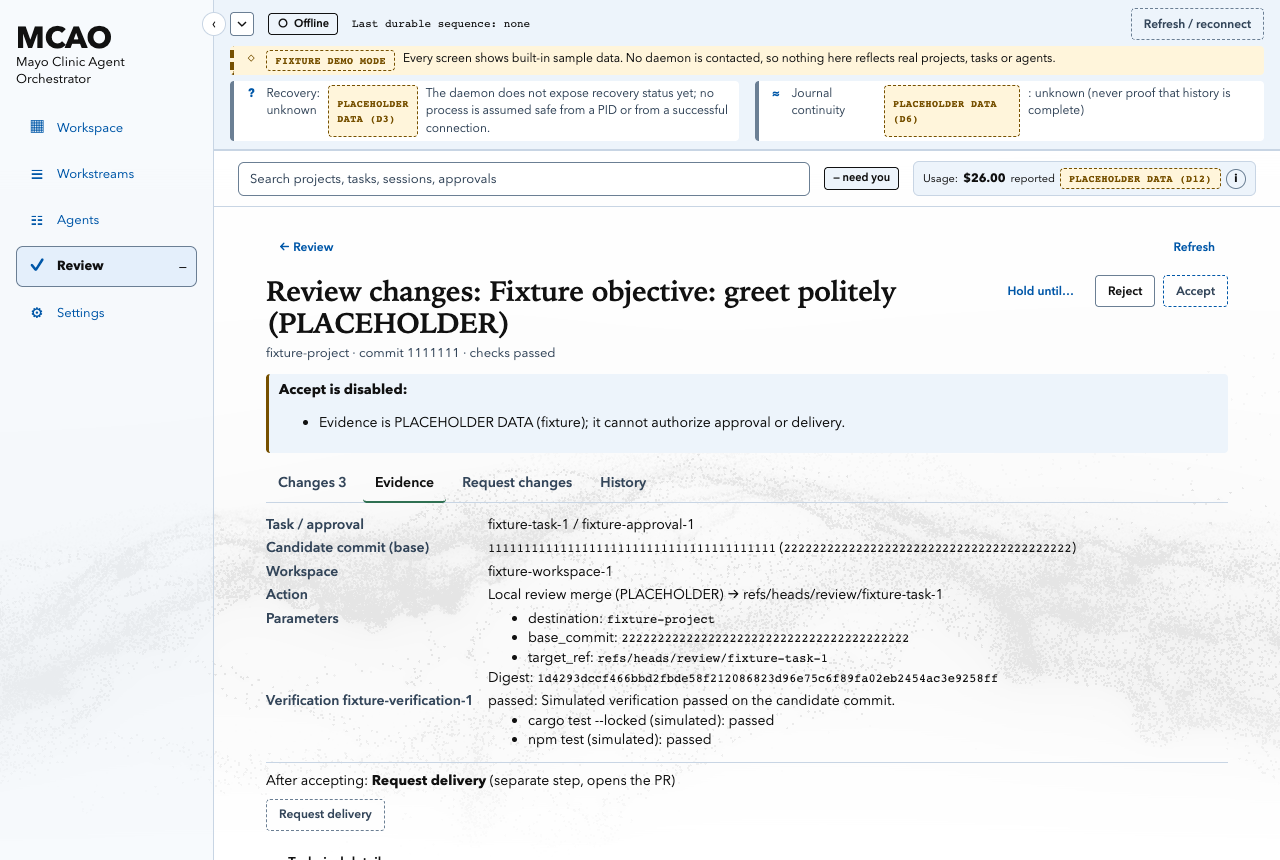 MCAO
Mayo Clinic Agent
Orchestrator
Workspace
Workstreams
Agents
Review –
Settings
Offline Last durable sequence: none Refresh / reconnect
FIXTURE DEMO MODE Every screen shows built-in sample data. No daemon is contacted, so nothing here reflects real projects, tasks or agents.
? Recovery: unknown PLACEHOLDER DATA (D3) The daemon does not expose recovery status yet; no process is assumed safe from a PID or from a successful connection.
≈ Journal continuity PLACEHOLDER DATA (D6) : unknown (never proof that history is complete)
Search projects, tasks, sessions, approvals
– need you
Usage: $26.00 reported PLACEHOLDER DATA (D12) i
← Review Refresh
Review changes: Fixture objective: greet politely
(PLACEHOLDER)
Hold until... Reject Accept
fixture-project · commit 1111111 · checks passed
Accept is disabled:
• Evidence is PLACEHOLDER DATA (fixture); it cannot authorize approval or delivery.
Changes 3 Evidence Request changes History
Task / approval fixture-task-1 / fixture-approval-1
Candidate commit (base) 1111111111111111111111111111111111111111 (2222222222222222222222222222222222222222)
Workspace fixture-workspace-1
Action Local review merge (PLACEHOLDER) → refs/heads/review/fixture-task-1
Parameters • destination: fixture-project
• base_commit: 2222222222222222222222222222222222222222
• target_ref: refs/heads/review/fixture-task-1
Digest: 1d4293dccf466bbd2fbde58f212086823d96e75c6f89fa02eb2454ac3e9258ff
Verification fixture-verification-1 passed: Simulated verification passed on the candidate commit.
• cargo test --locked (simulated): passed
• npm test (simulated): passed
After accepting: Request delivery (separate step, opens the PR)
Request delivery